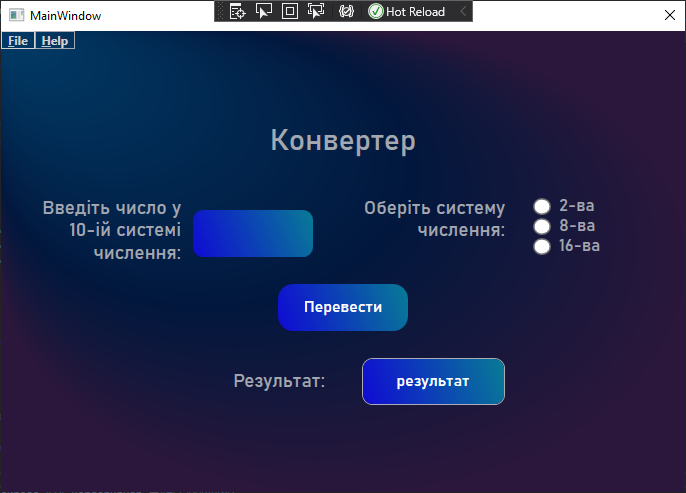 MainWindow
Hot Reload
File Help
Конвертер
Введіть число у
10-ій системі
числення:
Оберіть систему
числення:
2-ва
8-ва
16-ва
Перевести
Результат:
результат